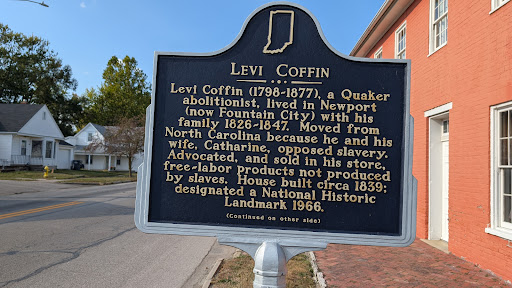 LEVI COFFIN
Levi Coffin (1798-1877), a Quaker
abolitionist, lived in Newport
(now Fountain City) with his
family 1826-1847. Moved from
North Carolina because he and his
wife, Catharine, opposed slavery.
Advocated, and sold in his store,
free-labor products not produced
by slaves. House built circa 1839;
designated a National Historic
Landmark 1966.
(Continued on other side)